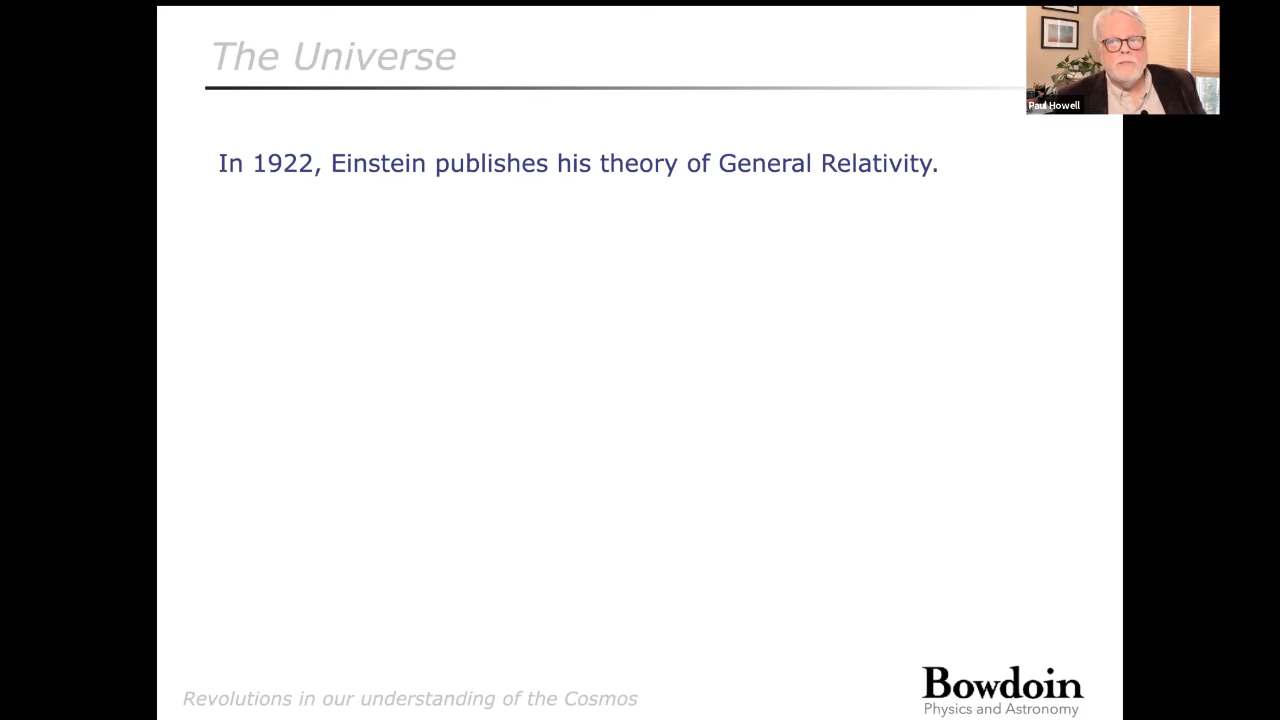 The Universe
Paul Howell
In 1922, Einstein publishes his theory of General Relativity.
Revolutions in our understanding of the Cosmos
Bowdoin
Physics and Astronomy